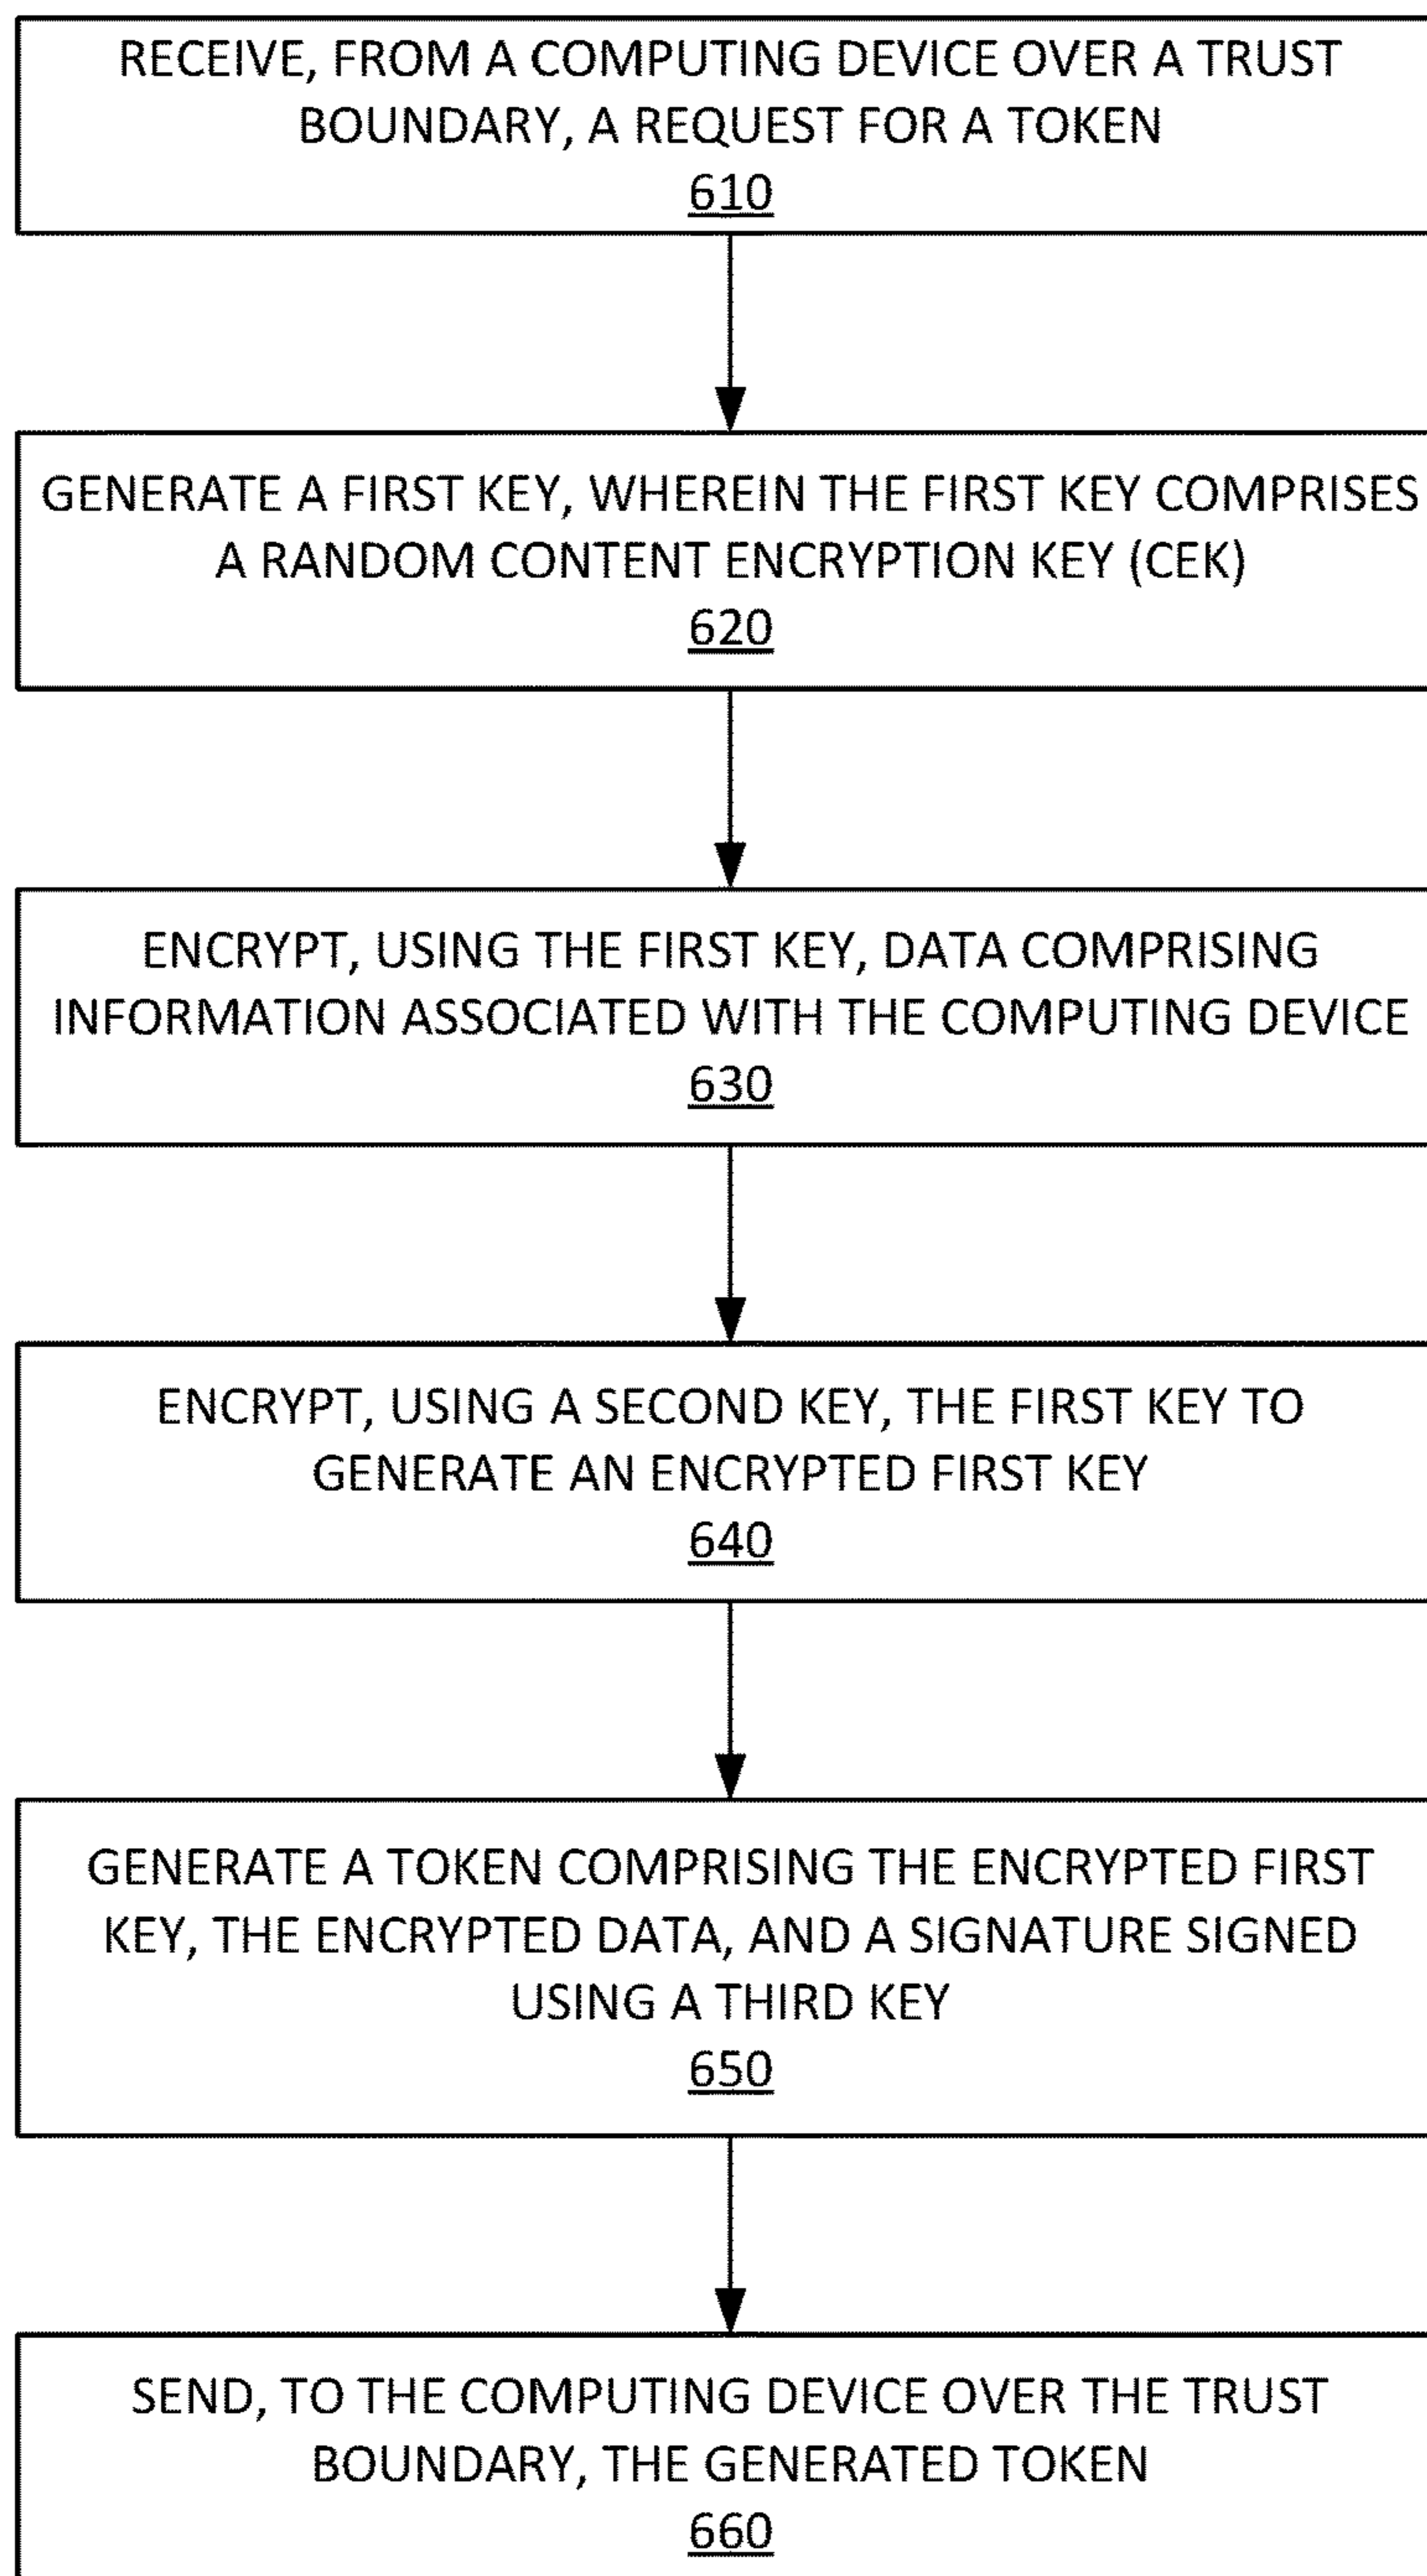 RECEIVE, FROM A COMPUTING DEVICE OVER A TRUST
BOUNDARY, A REQUEST FOR A TOKEN
610
GENERATE A FIRST KEY, WHEREIN THE FIRST KEY COMPRISES
A RANDOM CONTENT ENCRYPTION KEY (CEK)
620
ENCRYPT, USING THE FIRST KEY, DATA COMPRISING
INFORMATION ASSOCIATED WITH THE COMPUTING DEVICE
630
ENCRYPT, USING A SECOND KEY, THE FIRST KEY TO
GENERATE AN ENCRYPTED FIRST KEY
640
GENERATE A TOKEN COMPRISING THE ENCRYPTED FIRST
KEY, THE ENCRYPTED DATA, AND A SIGNATURE SIGNED
USING A THIRD KEY
650
SEND, TO THE COMPUTING DEVICE OVER THE TRUST
BOUNDARY, THE GENERATED TOKEN
660